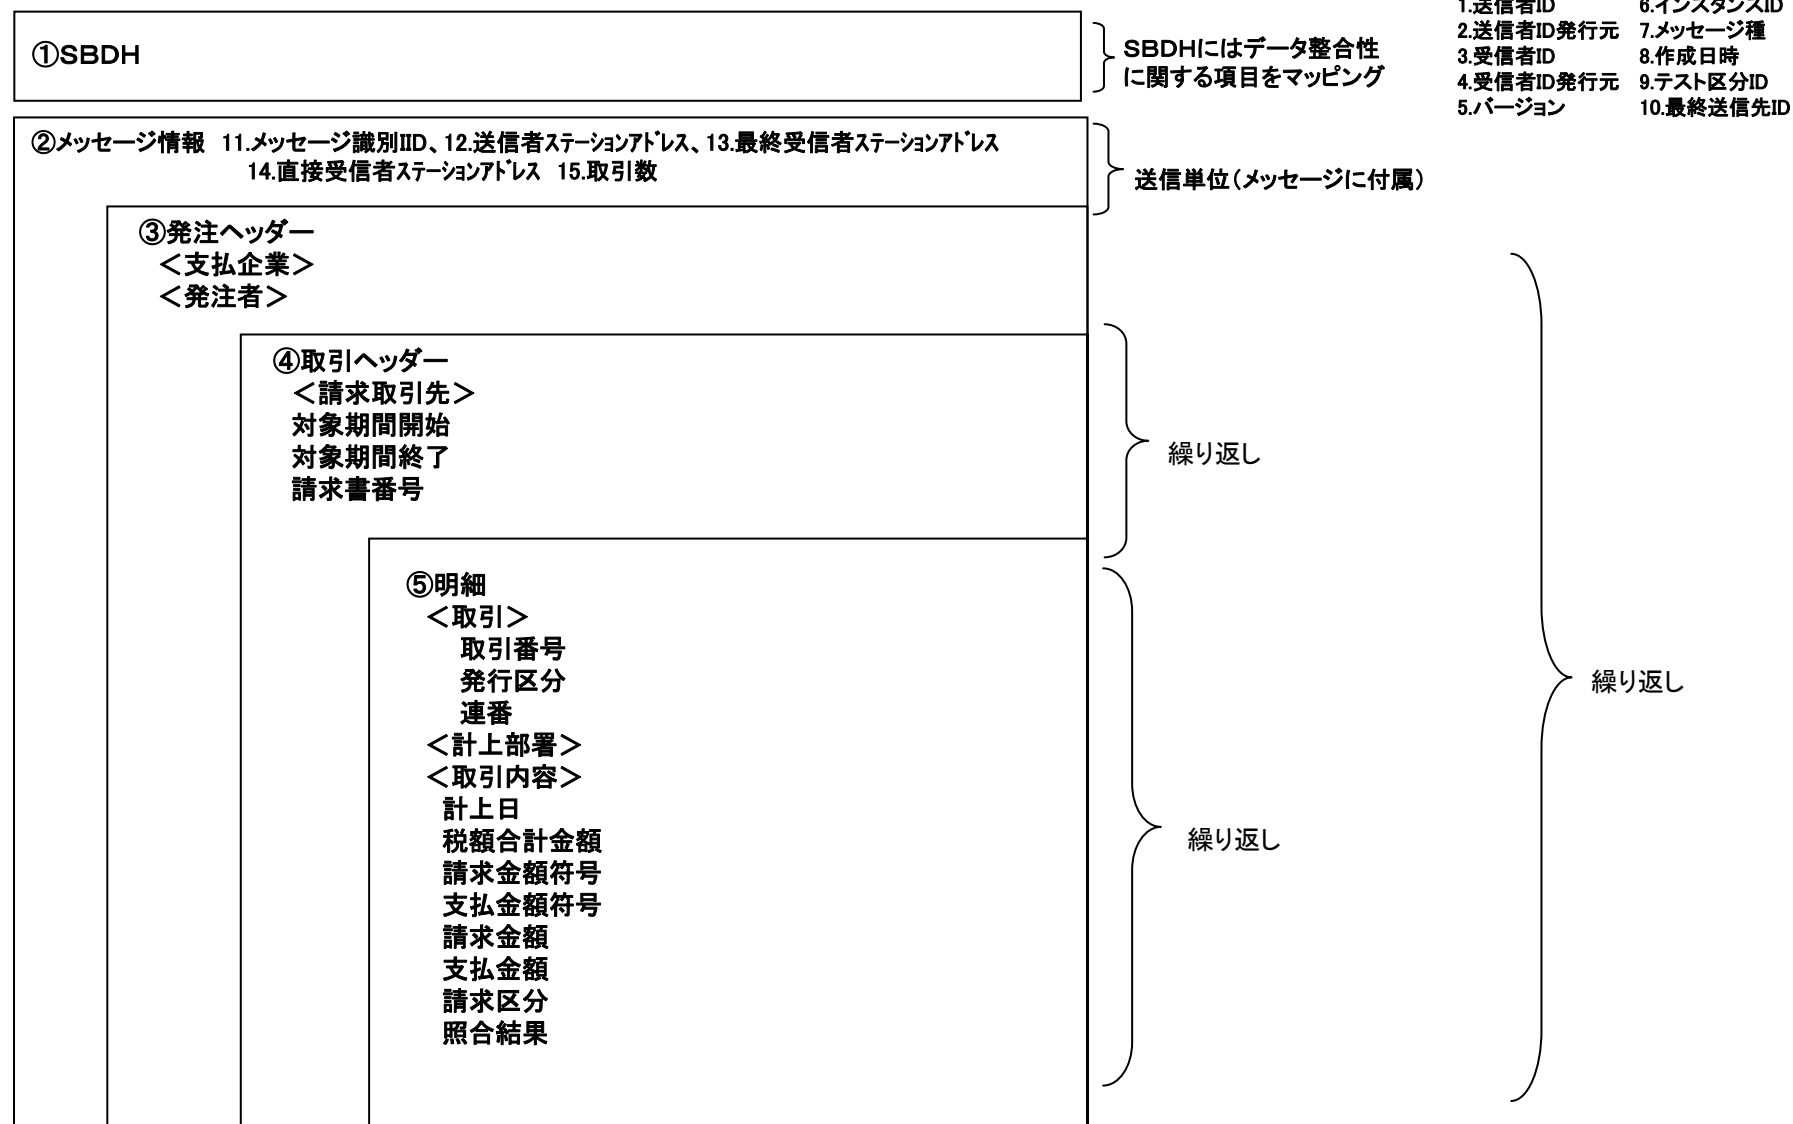 ①SBDH
SBDHにはデータ整合性
に関する項目をマッピング
1.送信者ID 6.インスタンスID
2.送信者ID発行元 7.メッセージ種
3.受信者ID 8.作成日時
4.受信者ID発行元 9.テスト区分ID
5.バージョン 10.最終送信先ID
②メッセージ情報 11.メッセージ識別IID、12.送信者ステーションアドレス、13.最終受信者ステーションアドレス
14.直接受信者ステーションアドレス 15.取引数
送信単位(メッセージに付属)
③発注ヘッダー
＜支払企業＞
＜発注者＞
④取引ヘッダー
＜請求取引先＞
対象期間開始
対象期間終了
請求書番号
繰り返し
⑤明細
＜取引＞
取引番号
発行区分
連番
＜計上部署＞
＜取引内容＞
計上日
税額合計金額
請求金額符号
支払金額符号
請求金額
支払金額
請求区分
照合結果
繰り返し
繰り返し